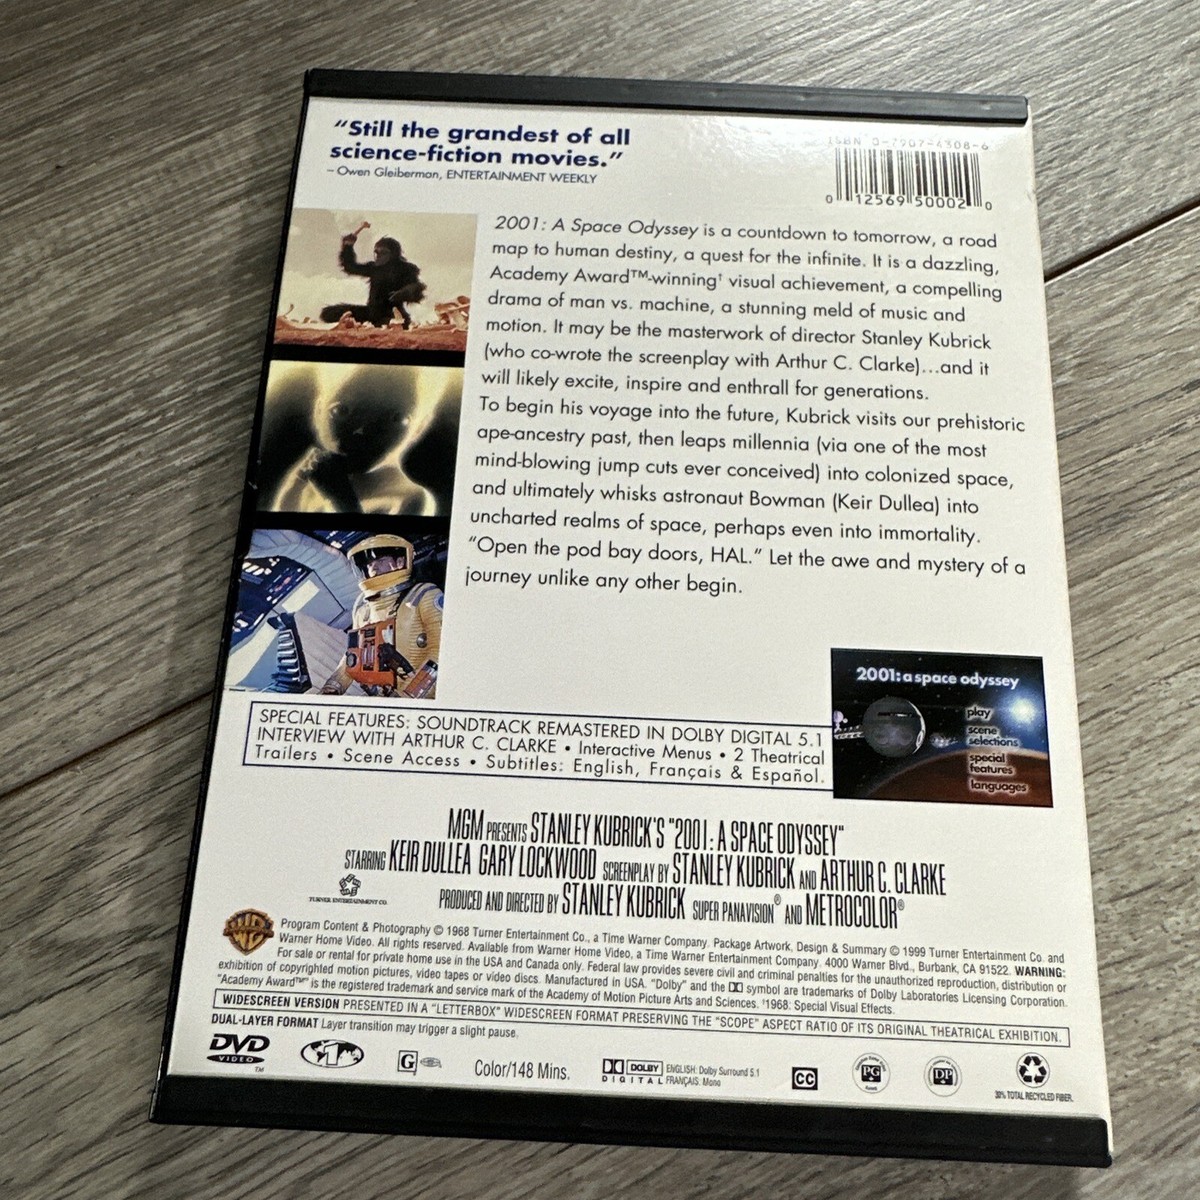 "Still the grandest of all
science-fiction movies."
– Owen Gleiberman, ENTERTAINMENT WEEKLY
ISBN 0-7907-4308-6
0 12569 50002 0
2001: A Space Odyssey is a countdown to tomorrow, a road
map to human destiny, a quest for the infinite. It is a dazzling,
Academy Award™-winning† visual achievement, a compelling
drama of man vs. machine, a stunning meld of music and
motion. It may be the masterwork of director Stanley Kubrick
(who co-wrote the screenplay with Arthur C. Clarke)...and it
will likely excite, inspire and enthrall for generations.
To begin his voyage into the future, Kubrick visits our prehistoric
ape-ancestry past, then leaps millennia (via one of the most
mind-blowing jump cuts ever conceived) into colonized space,
and ultimately whisks astronaut Bowman (Keir Dullea) into
uncharted realms of space, perhaps even into immortality.
"Open the pod bay doors, HAL." Let the awe and mystery of a
journey unlike any other begin.
2001: a space odyssey
play
scene
selections
special
features
languages
SPECIAL FEATURES: SOUNDTRACK REMASTERED IN DOLBY DIGITAL 5.1
INTERVIEW WITH ARTHUR C. CLARKE • Interactive Menus • 2 Theatrical
Trailers • Scene Access • Subtitles: English, Français & Español.
MGM PRESENTS STANLEY KUBRICK'S "2001: A SPACE ODYSSEY"
STARRING KEIR DULLEA GARY LOCKWOOD SCREENPLAY BY STANLEY KUBRICK AND ARTHUR C. CLARKE
PRODUCED AND DIRECTED BY STANLEY KUBRICK SUPER PANAVISION® AND METROCOLOR®
TURNER ENTERTAINMENT CO.
Program Content & Photography © 1968 Turner Entertainment Co., a Time Warner Company. Package Artwork, Design & Summary © 1999 Turner Entertainment Co. and
Warner Home Video. All rights reserved. Available from Warner Home Video, a Time Warner Entertainment Company. 4000 Warner Blvd., Burbank, CA 91522. WARNING:
For sale or rental for private home use in the USA and Canada only. Federal law provides severe civil and criminal penalties for the unauthorized reproduction, distribution or
exhibition of copyrighted motion pictures, video tapes or video discs. Manufactured in USA. "Dolby" and the DD symbol are trademarks of Dolby Laboratories Licensing Corporation.
"Academy Award™" is the registered trademark and service mark of the Academy of Motion Picture Arts and Sciences. †1968: Special Visual Effects.
WIDESCREEN VERSION PRESENTED IN A "LETTERBOX" WIDESCREEN FORMAT PRESERVING THE "SCOPE" ASPECT RATIO OF ITS ORIGINAL THEATRICAL EXHIBITION.
DUAL-LAYER FORMAT Layer transition may trigger a slight pause.
DVD
VIDEO
TM
1
G
Color/148 Mins.
DOLBY
DIGITAL
ENGLISH: Dolby Surround 5.1
FRANÇAIS: Mono
CC
PG
DP
30% TOTAL RECYCLED FIBER.